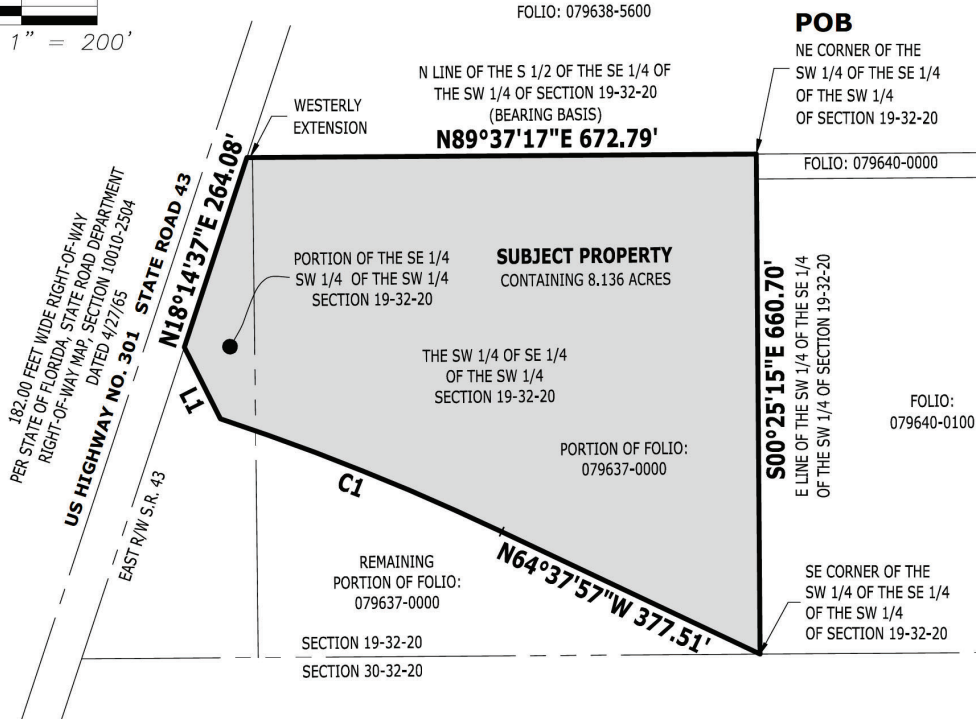 1" = 200'
FOLIO: 079638-5600
POB
NE CORNER OF THE
SW 1/4 OF THE SE 1/4
OF THE SW 1/4
OF SECTION 19-32-20
N LINE OF THE S 1/2 OF THE SE 1/4 OF
THE SW 1/4 OF SECTION 19-32-20
(BEARING BASIS)
N89°37'17"E 672.79'
WESTERLY
EXTENSION
FOLIO: 079640-0000
182.00 FEET WIDE RIGHT-OF-WAY
PER STATE OF FLORIDA, STATE ROAD DEPARTMENT
RIGHT-OF-WAY MAP, SECTION 10010-2504
DATED 4/27/65
US HIGHWAY NO. 301 STATE ROAD 43
N18°14'37"E 264.08'
PORTION OF THE SE 1/4
SW 1/4 OF THE SW 1/4
SECTION 19-32-20
SUBJECT PROPERTY
CONTAINING 8.136 ACRES
S00°25'15"E 660.70'
E LINE OF THE SW 1/4 OF THE SE 1/4
OF THE SW 1/4 OF SECTION 19-32-20
THE SW 1/4 OF SE 1/4
OF THE SW 1/4
SECTION 19-32-20
FOLIO:
079640-0100
L1
PORTION OF FOLIO:
079637-0000
C1
EAST R/W S.R. 43
N64°37'57"W 377.51'
REMAINING
PORTION OF FOLIO:
079637-0000
SE CORNER OF THE
SW 1/4 OF THE SE 1/4
OF THE SW 1/4
OF SECTION 19-32-20
SECTION 19-32-20
SECTION 30-32-20